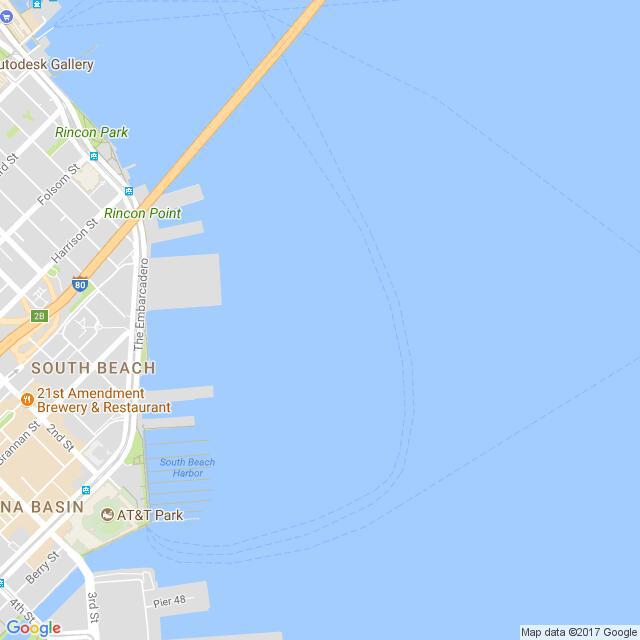 utodesk Gallery
Rincon Park
rd St
Folsom St
Rincon Point
Harrison St
80
The Embarcadero
2B
SOUTH BEACH
21st Amendment
Brewery & Restaurant
Brannan St
2nd St
South Beach
Harbor
NA BASIN
AT&T Park
Berry St
3rd St
4th St
Pier 48
Google
Map data ©2017 Google